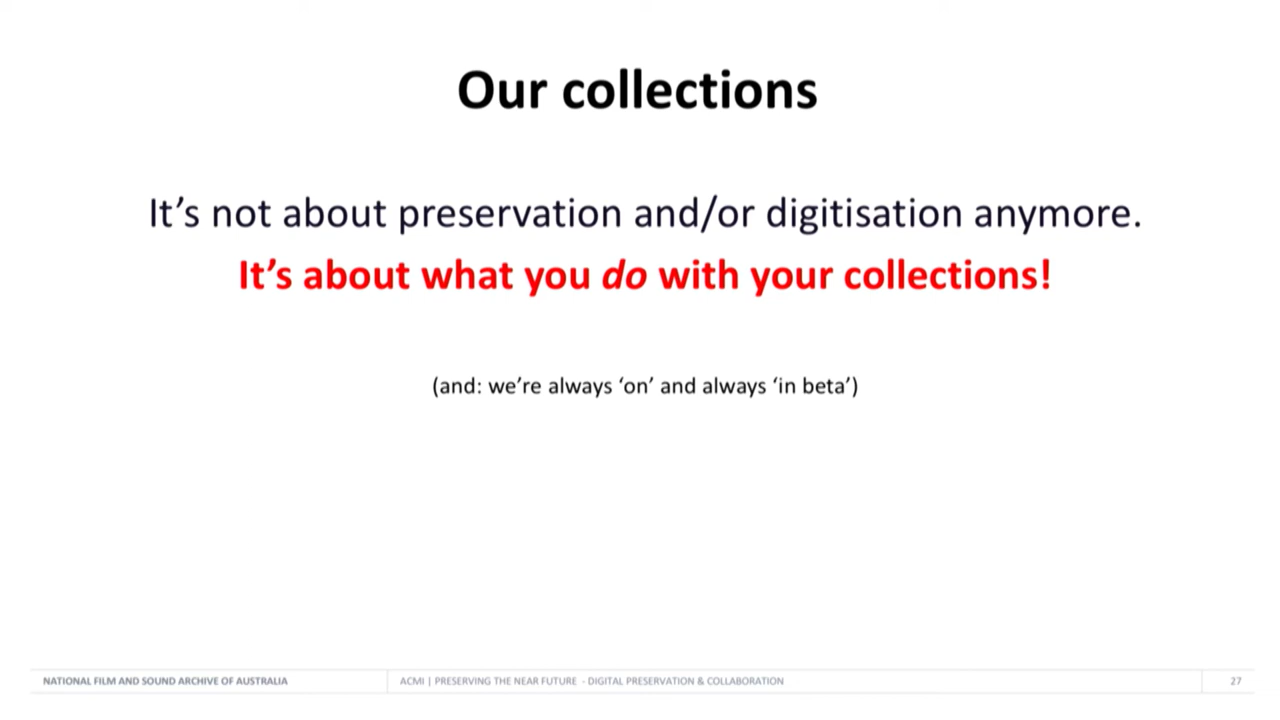 Our collections
It’s not about preservation and/or digitisation anymore.
It’s about what you do with your collections!
(and: we’re always ‘on’ and always ‘in beta’)
NATIONAL FILM AND SOUND ARCHIVE OF AUSTRALIA
ACMI | PRESERVING THE NEAR FUTURE - DIGITAL PRESERVATION & COLLABORATION
27